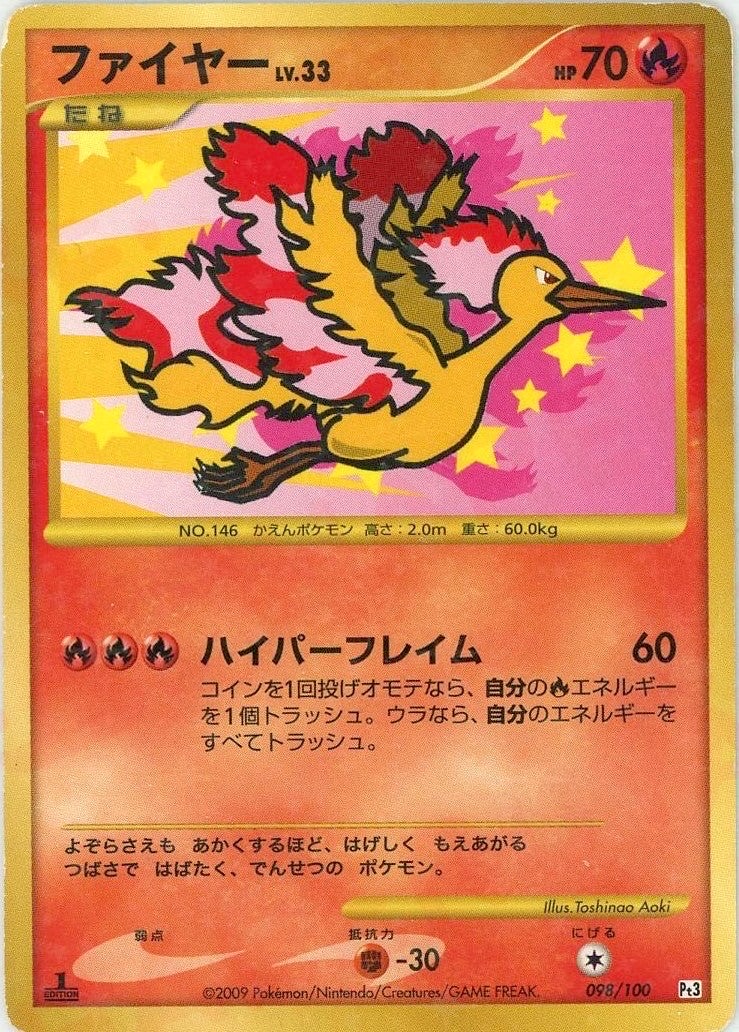 ファイヤー LV.33 HP 70
たね
NO.146 かえんポケモン 高さ:2.0m 重さ:60.0kg
ハイパーフレイム 60
コインを1回投げオモテなら、自分のエネルギー
を1個トラッシュ。ウラなら、自分のエネルギーを
すべてトラッシュ。
よぞらさえも あかくするほど、はげしく もえあがる
つばさで はばたく、でんせつの ポケモン。
Illus.Toshinao Aoki
弱点 抵抗力 にげる
-30
1 EDITION
©2009 Pokémon/Nintendo/Creatures/GAME FREAK. 098/100 Pt3